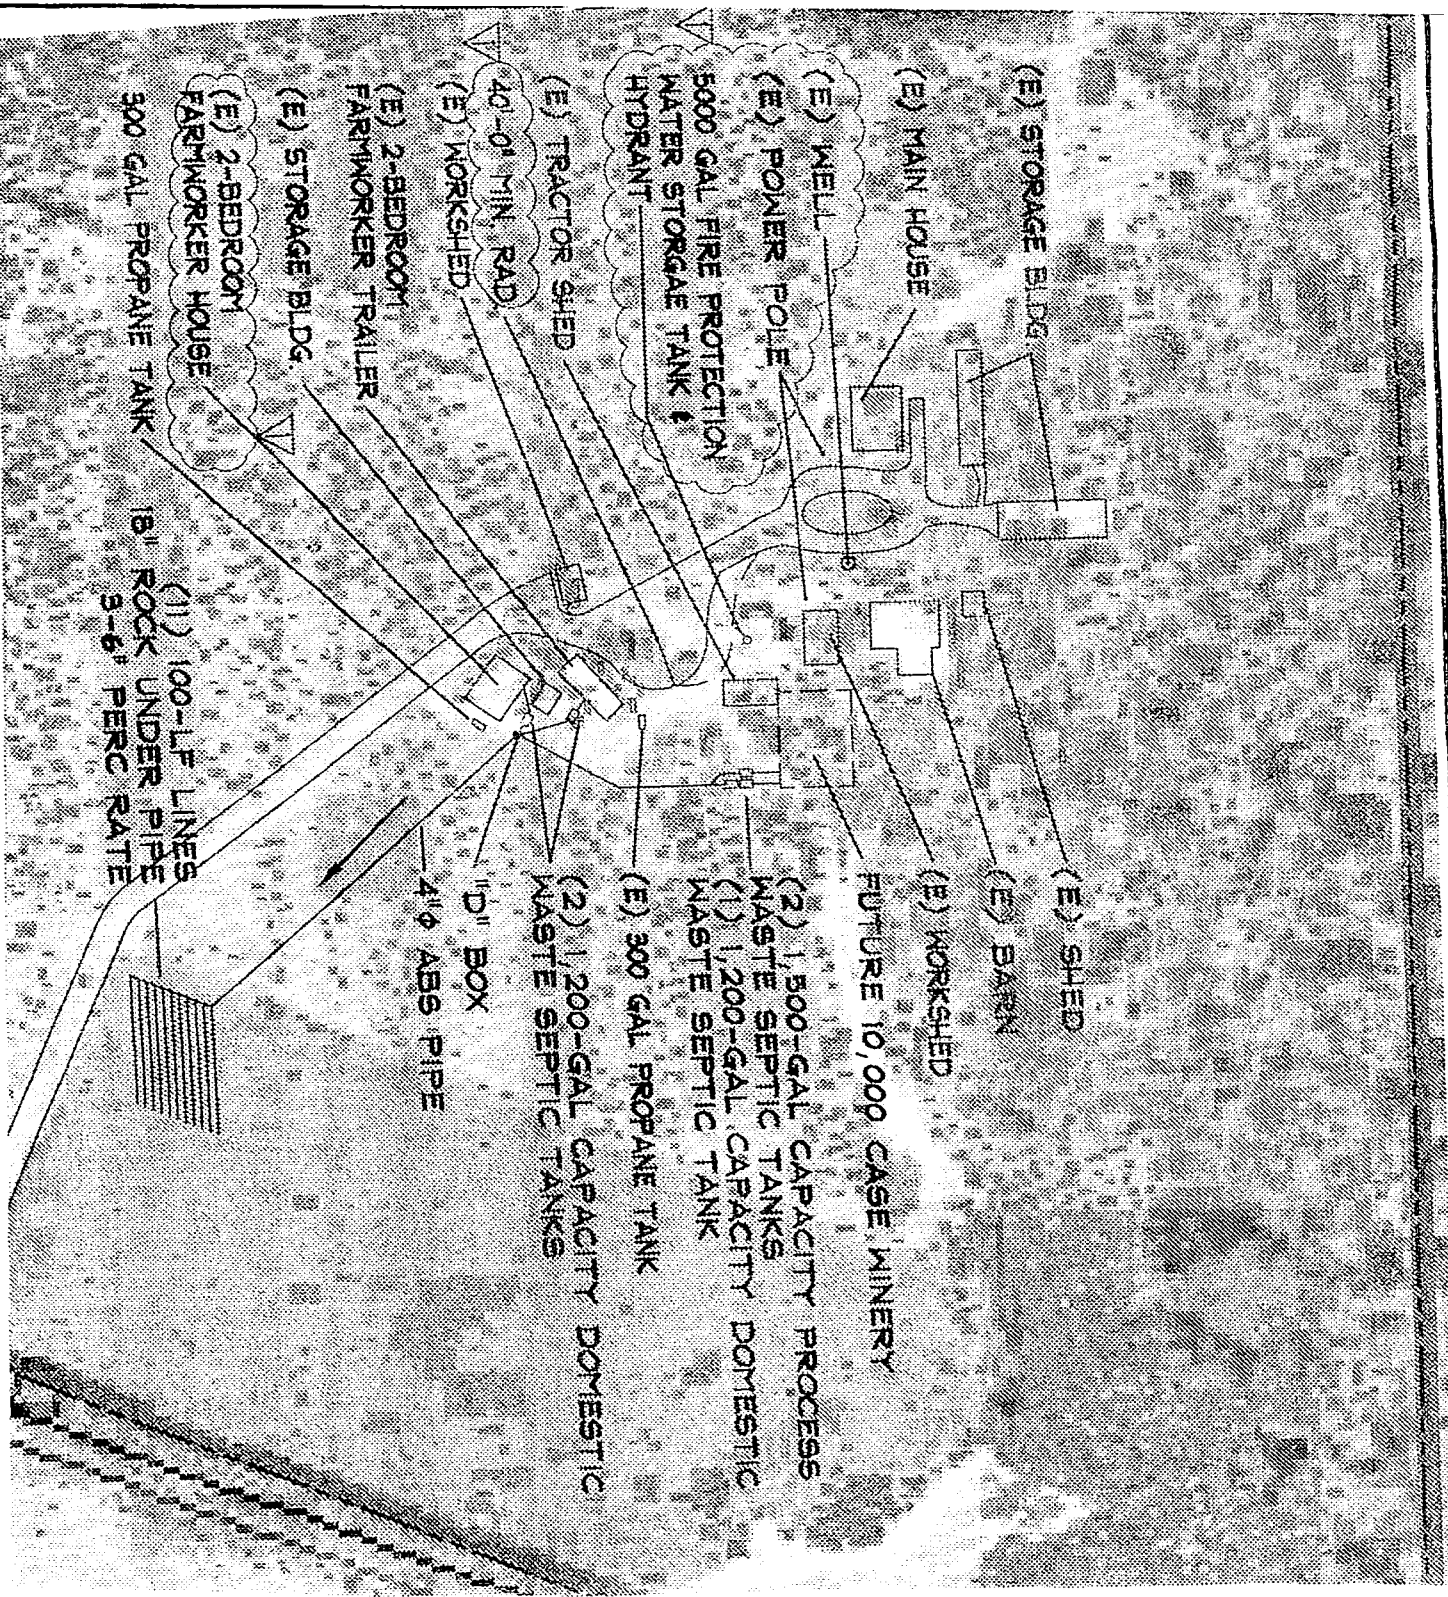 (E) STORAGE BLDG
(E) MAIN HOUSE
(E) WELL
(E) POWER POLE
5000 GAL FIRE PROTECTION
WATER STORGAE TANK &
HYDRANT
(E) TRACTOR SHED
40'-0" MIN. RAD
(E) WORKSHED
(E) 2-BEDROOM
FARMWORKER TRAILER
(E) STORAGE BLDG.
(E) 2-BEDROOM
FARMWORKER HOUSE
500 GAL PROPANE TANK
(E) SHED
(E) BARN
(E) WORKSHED
FUTURE 10,000 CASE WINERY
(2) 1,500-GAL CAPACITY PROCESS
WASTE SEPTIC TANKS
(1) 1,200-GAL CAPACITY DOMESTIC
WASTE SEPTIC TANK
(E) 300 GAL PROPANE TANK
(2) 1,200-GAL CAPACITY DOMESTIC
WASTE SEPTIC TANKS
"D" BOX
4"Φ ABS PIPE
(11) 100-LF LINES
18" ROCK UNDER PIPE
3-6" PERC RATE